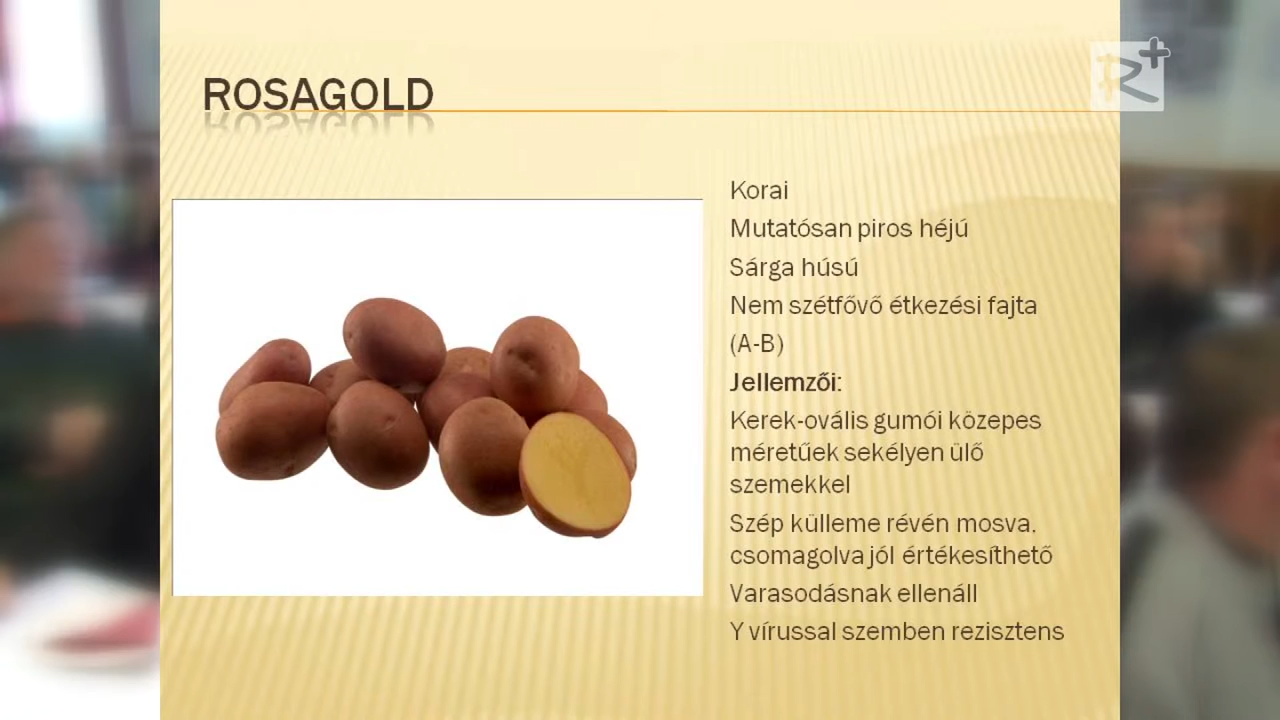 ROSAGOLD
R+
Korai
Mutatósan piros héjú
Sárga húsú
Nem szétfővő étkezési fajta
(A-B)
Jellemzői:
Kerek-ovális gumói közepes
méretűek sekélyen ülő
szemekkel
Szép külleme révén mosva,
csomagolva jól értékesíthető
Varasodásnak ellenáll
Y vírussal szemben rezisztens